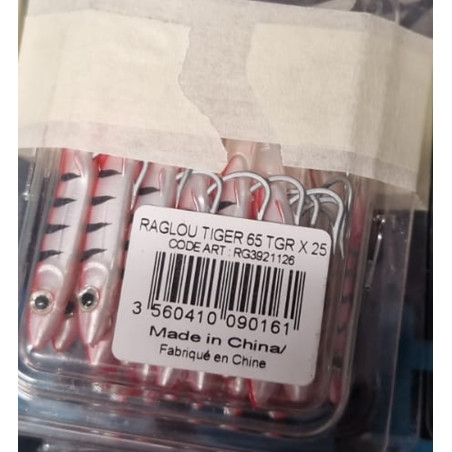 RAGLOU TIGER 65 TGR X 25
CODE ART : RG3921126
3 560410 090161
Made in China/
Fabriqué en Chine